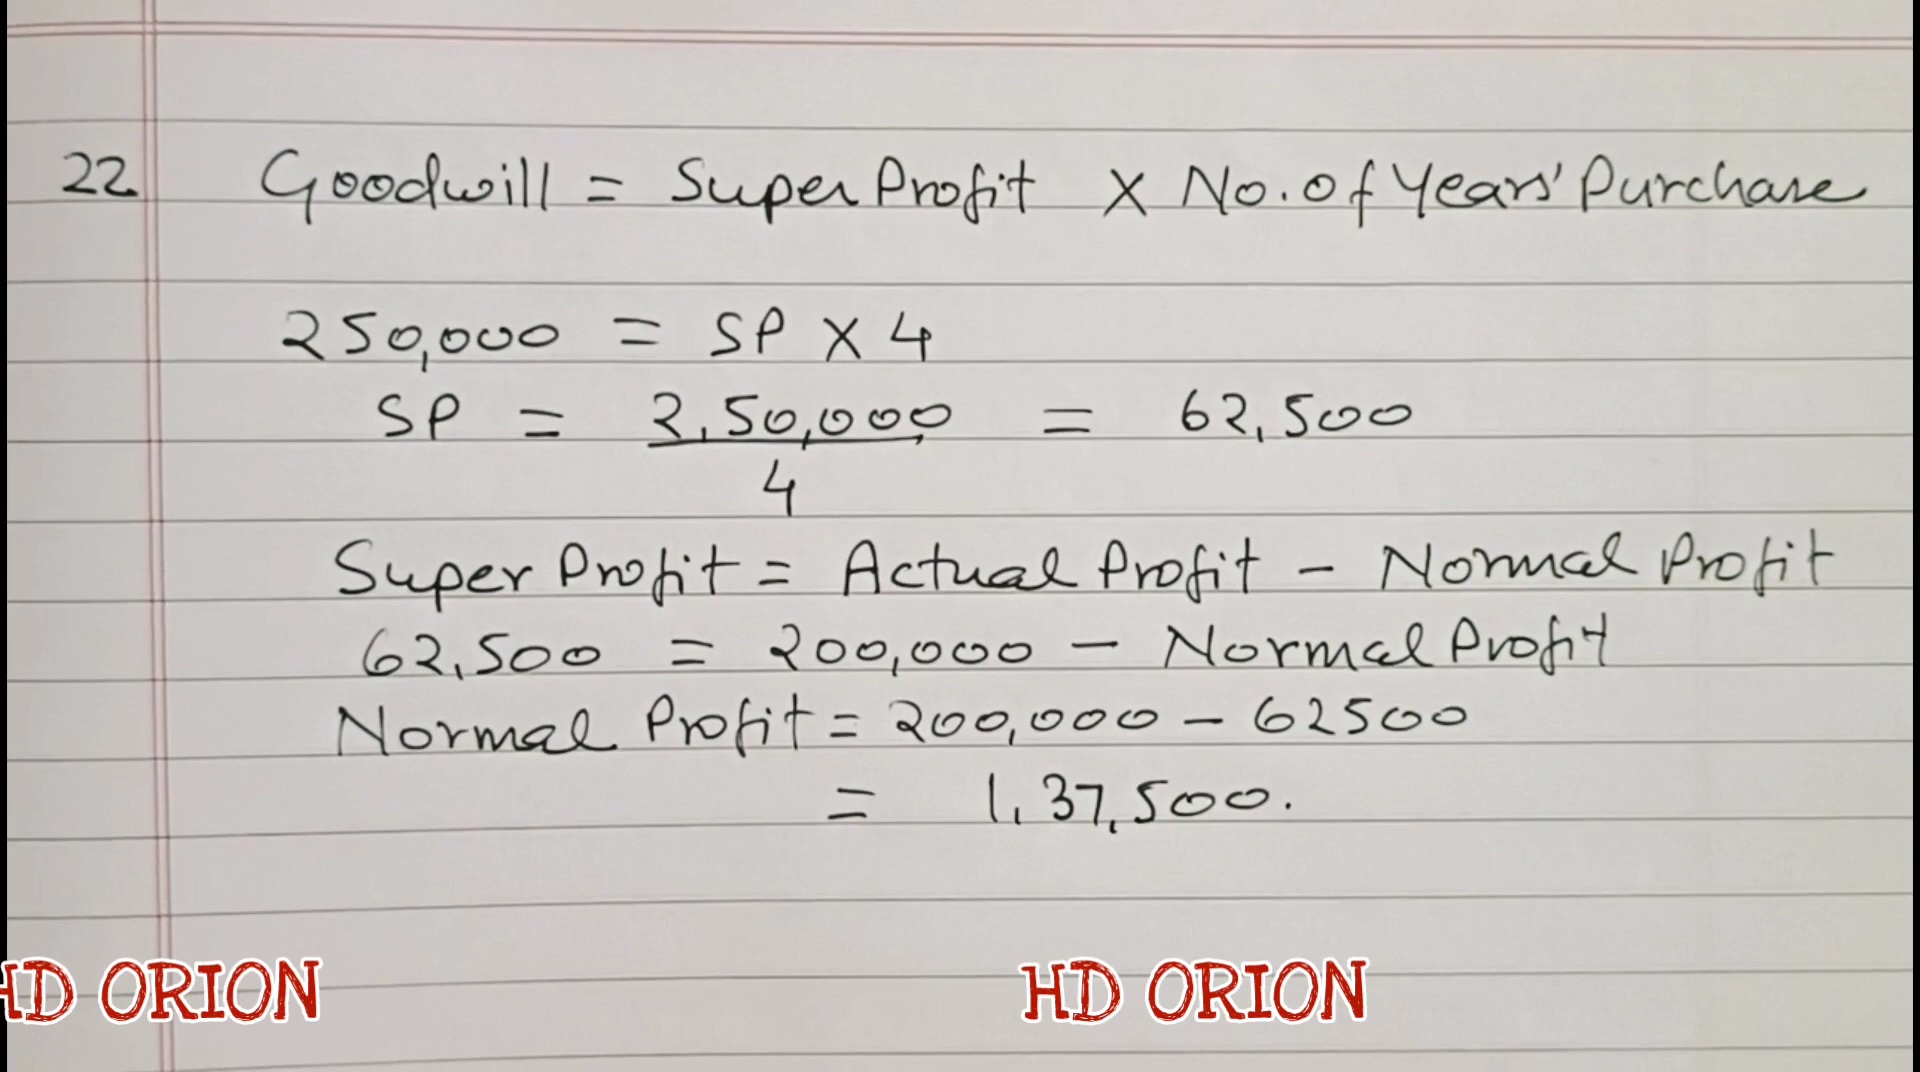 22 Goodwill = Super Profit X No. of Years' Purchase
250,000 = SP X 4
SP = 2,50,000 = 62,500
4
Super Profit = Actual Profit - Normal Profit
62,500 = 200,000 - Normal Profit
Normal Profit = 200,000 - 62500
= 1,37,500.
HD ORION HD ORION